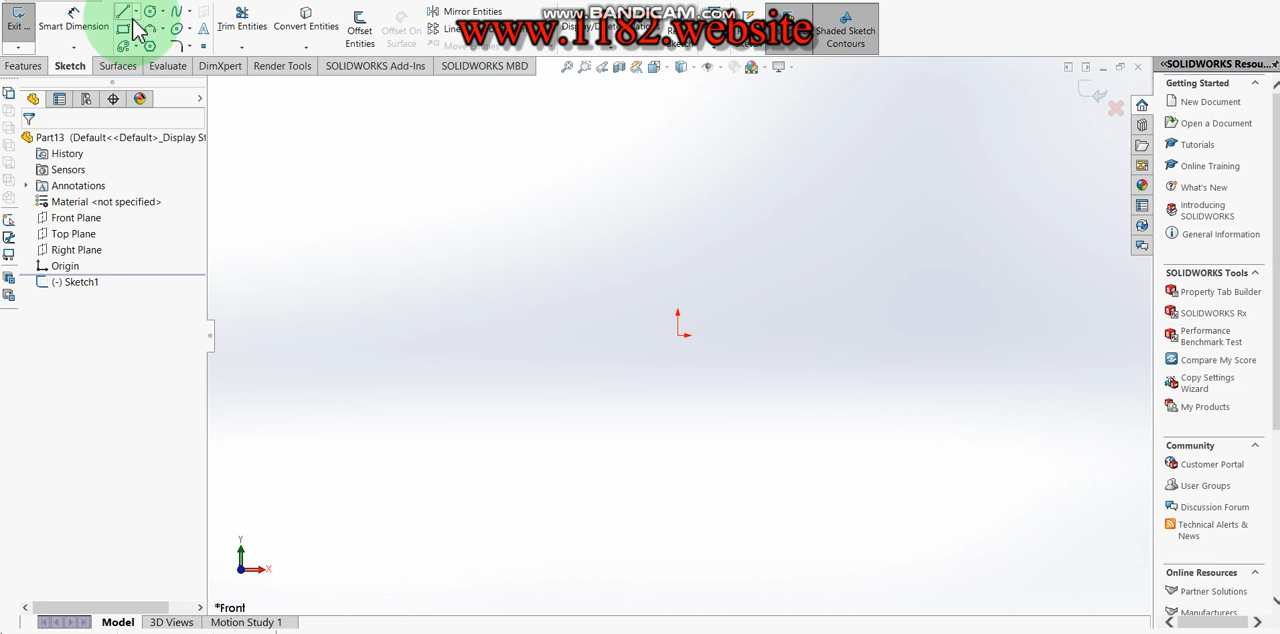 www.BANDICAM.com
www.1182.website
Exit ...
Smart Dimension
Trim Entities
Convert Entities
Offset
Entities
Offset On
Surface
Mirror Entities
Shaded Sketch
Contours
Features
Sketch
Surfaces
Evaluate
DimXpert
Render Tools
SOLIDWORKS Add-Ins
SOLIDWORKS MBD
Part13 (Default<<Default>_Display St
History
Sensors
Annotations
Material <not specified>
Front Plane
Top Plane
Right Plane
Origin
(-) Sketch1
Y
X
*Front
Model
3D Views
Motion Study 1
SOLIDWORKS Resou...
Getting Started
New Document
Open a Document
Tutorials
Online Training
What's New
Introducing
SOLIDWORKS
General Information
SOLIDWORKS Tools
Property Tab Builder
SOLIDWORKS Rx
Performance
Benchmark Test
Compare My Score
Copy Settings
Wizard
My Products
Community
Customer Portal
User Groups
Discussion Forum
Technical Alerts &
News
Online Resources
Partner Solutions
Manufacturers